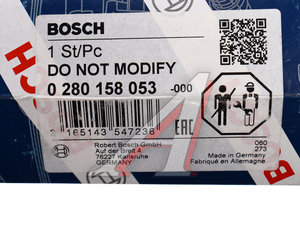 BOSCH
1 St/Pc
DO NOT MODIFY
0 280 158 053 -000
3 165143 547236
EAC
Robert Bosch GmbH
Auf der Breit 4
76227 Karlsruhe
GERMANY
060
273
Made in Germany
Fabriqué en Allemagne